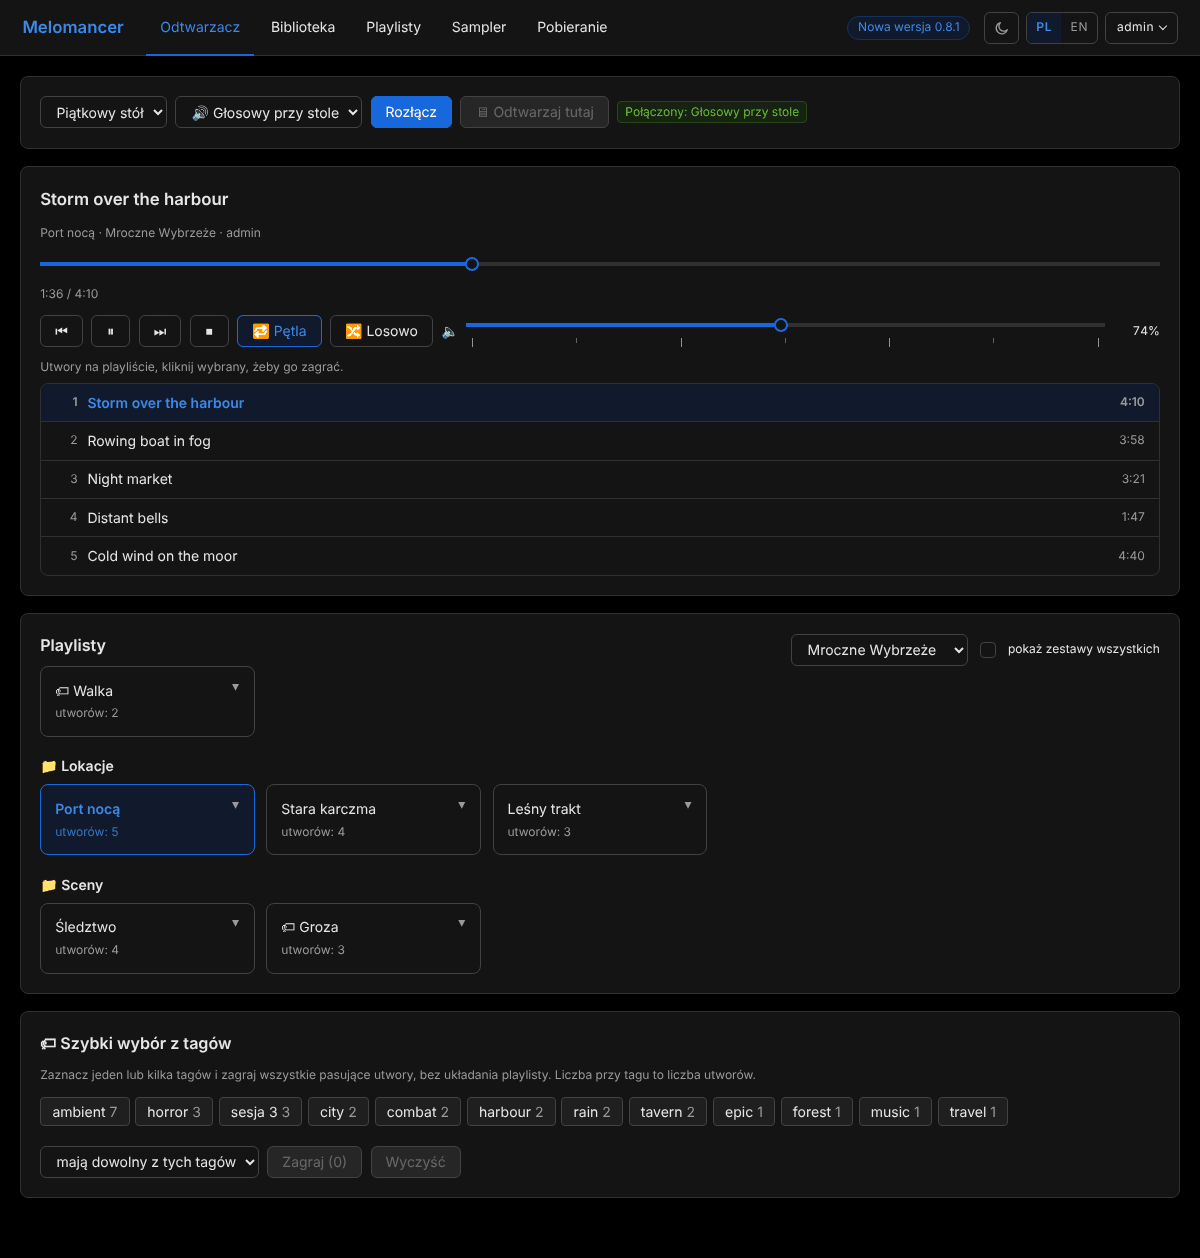 Melomancer Odtwarzacz Biblioteka Playlisty Sampler Pobieranie Nowa wersja 0.8.1 PL EN admin
Piątkowy stół 🔊 Głosowy przy stole Rozłącz 🖥 Odtwarzaj tutaj Połączony: Głosowy przy stole
Storm over the harbour
Port nocą · Mroczne Wybrzeże · admin
1:36 / 4:10
⏮ ⏸ ⏭ ⏹ 🔁 Pętla 🔀 Losowo 🔈 74%
Utwory na playliście, kliknij wybrany, żeby go zagrać.
1 Storm over the harbour 4:10
2 Rowing boat in fog 3:58
3 Night market 3:21
4 Distant bells 1:47
5 Cold wind on the moor 4:40
Playlisty Mroczne Wybrzeże pokaż zestawy wszystkich
🏷 Walka ▼
utworów: 2
📁 Lokacje
Port nocą ▼ Stara karczma ▼ Leśny trakt ▼
utworów: 5 utworów: 4 utworów: 3
📁 Sceny
Śledztwo ▼ 🏷 Groza ▼
utworów: 4 utworów: 3
🏷 Szybki wybór z tagów
Zaznacz jeden lub kilka tagów i zagraj wszystkie pasujące utwory, bez układania playlisty. Liczba przy tagu to liczba utworów.
ambient 7 horror 3 sesja 3 3 city 2 combat 2 harbour 2 rain 2 tavern 2 epic 1 forest 1 music 1 travel 1
mają dowolny z tych tagów Zagraj (0) Wyczyść